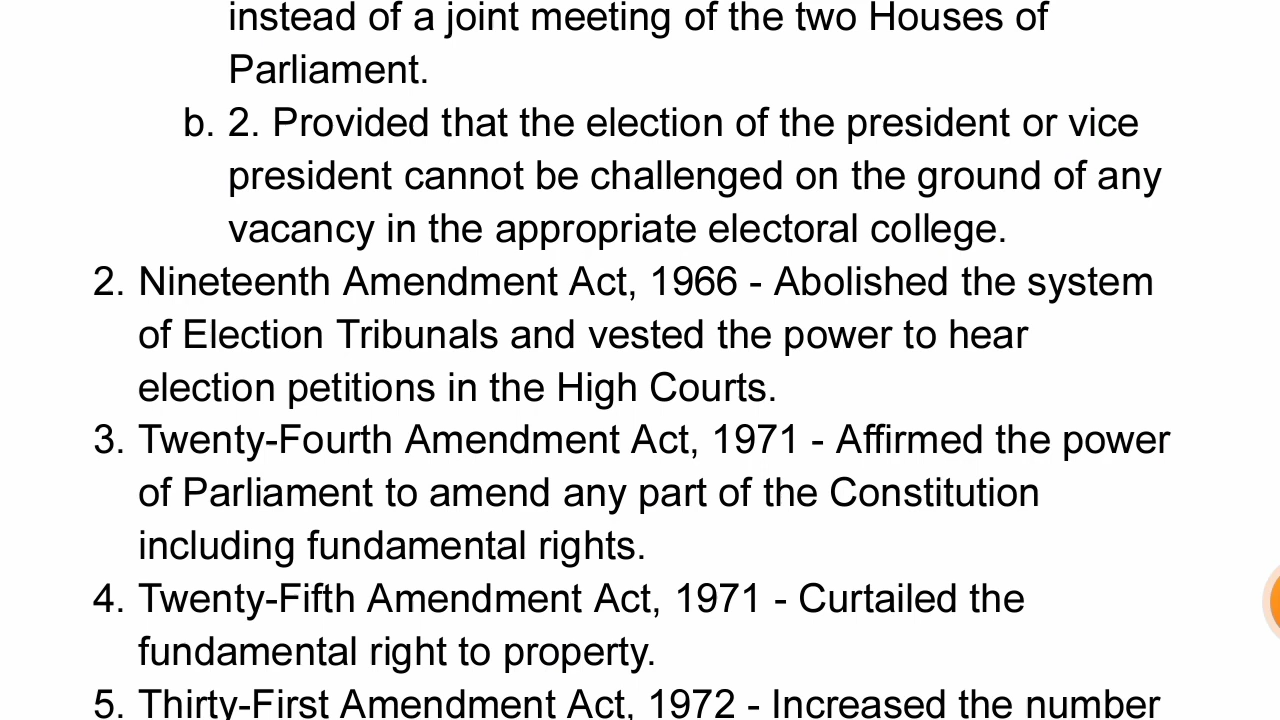 instead of a joint meeting of the two Houses of
Parliament.
b. 2. Provided that the election of the president or vice
president cannot be challenged on the ground of any
vacancy in the appropriate electoral college.
2. Nineteenth Amendment Act, 1966 - Abolished the system
of Election Tribunals and vested the power to hear
election petitions in the High Courts.
3. Twenty-Fourth Amendment Act, 1971 - Affirmed the power
of Parliament to amend any part of the Constitution
including fundamental rights.
4. Twenty-Fifth Amendment Act, 1971 - Curtailed the
fundamental right to property.
5. Thirty-First Amendment Act, 1972 - Increased the number